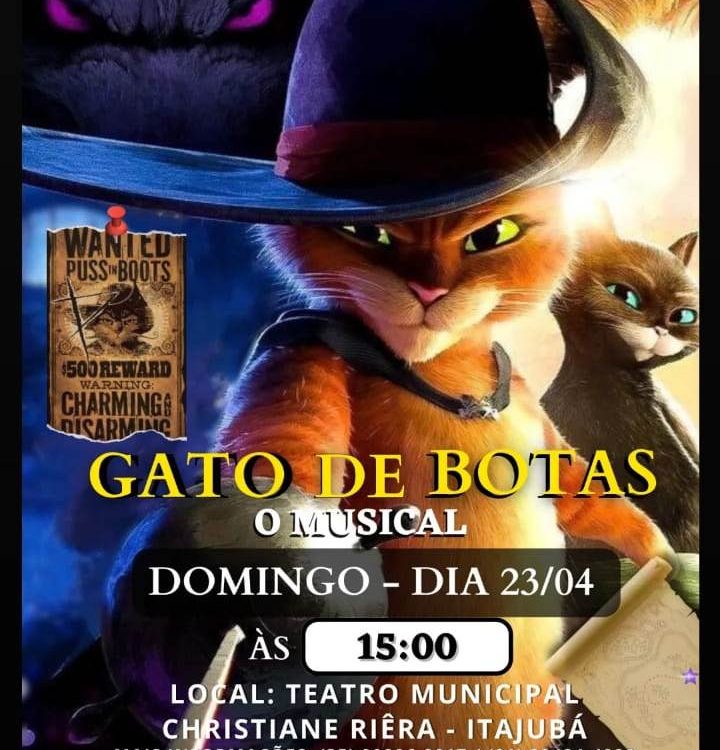 WANTED
PUSS IN BOOTS
$500 REWARD
WARNING:
CHARMING &
DISARMING
GATO DE BOTAS
O MUSICAL
DOMINGO - DIA 23/04
ÀS 15:00
LOCAL: TEATRO MUNICIPAL
CHRISTIANE RIÊRA - ITAJUBÁ